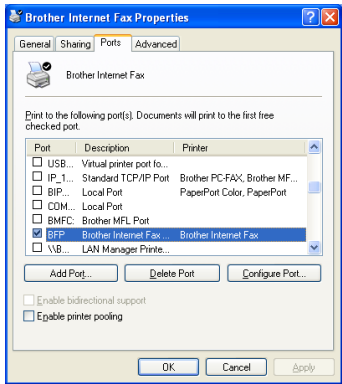 Brother Internet Fax Properties
General Sharing Ports Advanced
Brother Internet Fax
Print to the following port(s). Documents will print to the first free
checked port.
Port Description Printer
USB... Virtual printer port fo...
IP_1... Standard TCP/IP Port Brother PC-FAX, Brother MF...
BIP... Local Port PaperPort Color, PaperPort
COM... Local Port
BMFC: Brother MFL Port
BFP Brother Internet Fax ... Brother Internet Fax
\\B... LAN Manager Printe...
Add Port... Delete Port Configure Port...
Enable bidirectional support
Enable printer pooling
OK Cancel Apply